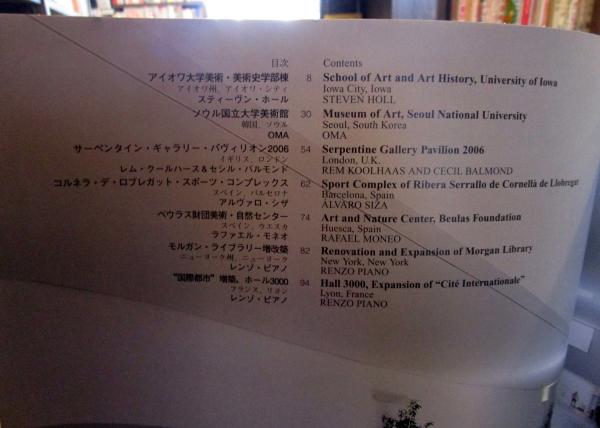 目次 Contents
アイオワ大学美術・美術史学部棟 8 School of Art and Art History, University of Iowa
アイオワ州、アイオワ・シティ Iowa City, Iowa
スティーヴン・ホール STEVEN HOLL
ソウル国立大学美術館 30 Museum of Art, Seoul National University
韓国、ソウル Seoul, South Korea
OMA OMA
サーペンタイン・ギャラリー・パヴィリオン2006 54 Serpentine Gallery Pavilion 2006
イギリス、ロンドン London, U.K.
レム・クールハース&セシル・バルモンド REM KOOLHAAS AND CECIL BALMOND
コルネラ・デ・ロブレガット・スポーツ・コンプレックス 62 Sport Complex of Ribera Serrallo de Cornellà de Llobregat
スペイン、バルセロナ Barcelona, Spain
アルヴァロ・シザ ÁLVARO SIZA
ベウラス財団美術・自然センター 74 Art and Nature Center, Beulas Foundation
スペイン、ウエスカ Huesca, Spain
ラファエル・モネオ RAFAEL MONEO
モルガン・ライブラリー増改築 82 Renovation and Expansion of Morgan Library
ニューヨーク州、ニューヨーク New York, New York
レンゾ・ピアノ RENZO PIANO
"国際都市"増築。ホール3000 94 Hall 3000, Expansion of "Cité Internationale"
フランス、リヨン Lyon, France
レンゾ・ピアノ RENZO PIANO